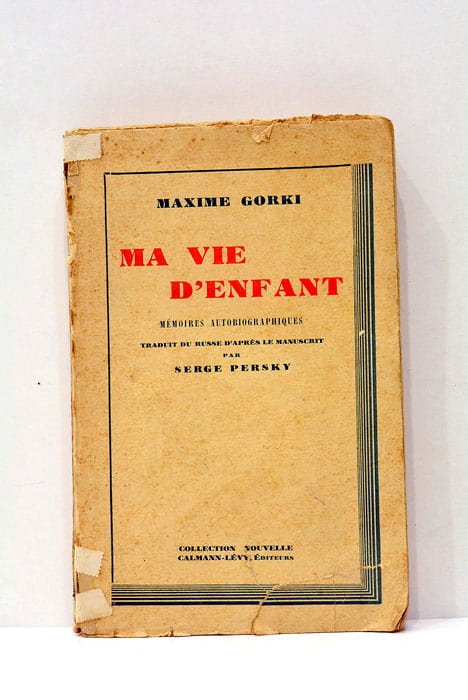 MAXIME GORKI
MA VIE
D'ENFANT
MÉMOIRES AUTOBIOGRAPHIQUES
TRADUIT DU RUSSE D'APRÈS LE MANUSCRIT
PAR
SERGE PERSKY
COLLECTION NOUVELLE
CALMANN-LÉVY, ÉDITEURS